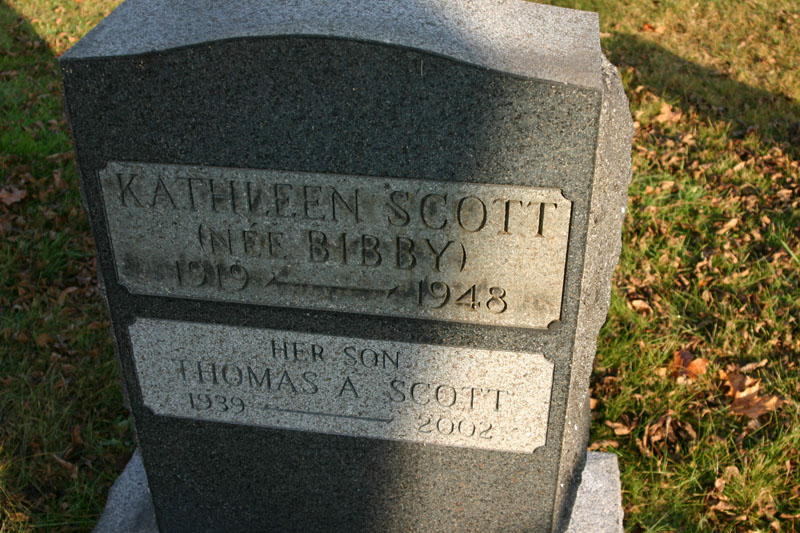 KATHLEEN SCOTT
(NEE BIBBY)
1919 — 1948
HER SON
THOMAS A. SCOTT
1939 — 2002